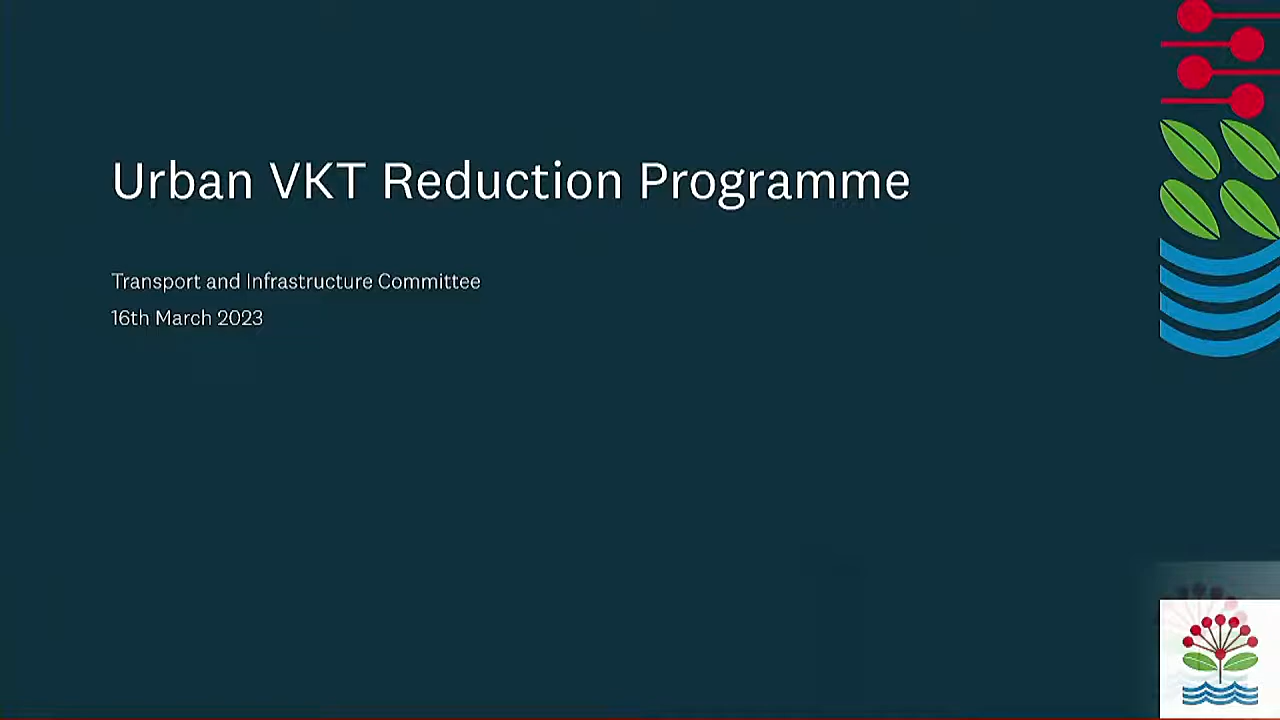 Urban VKT Reduction Programme
Transport and Infrastructure Committee
16th March 2023